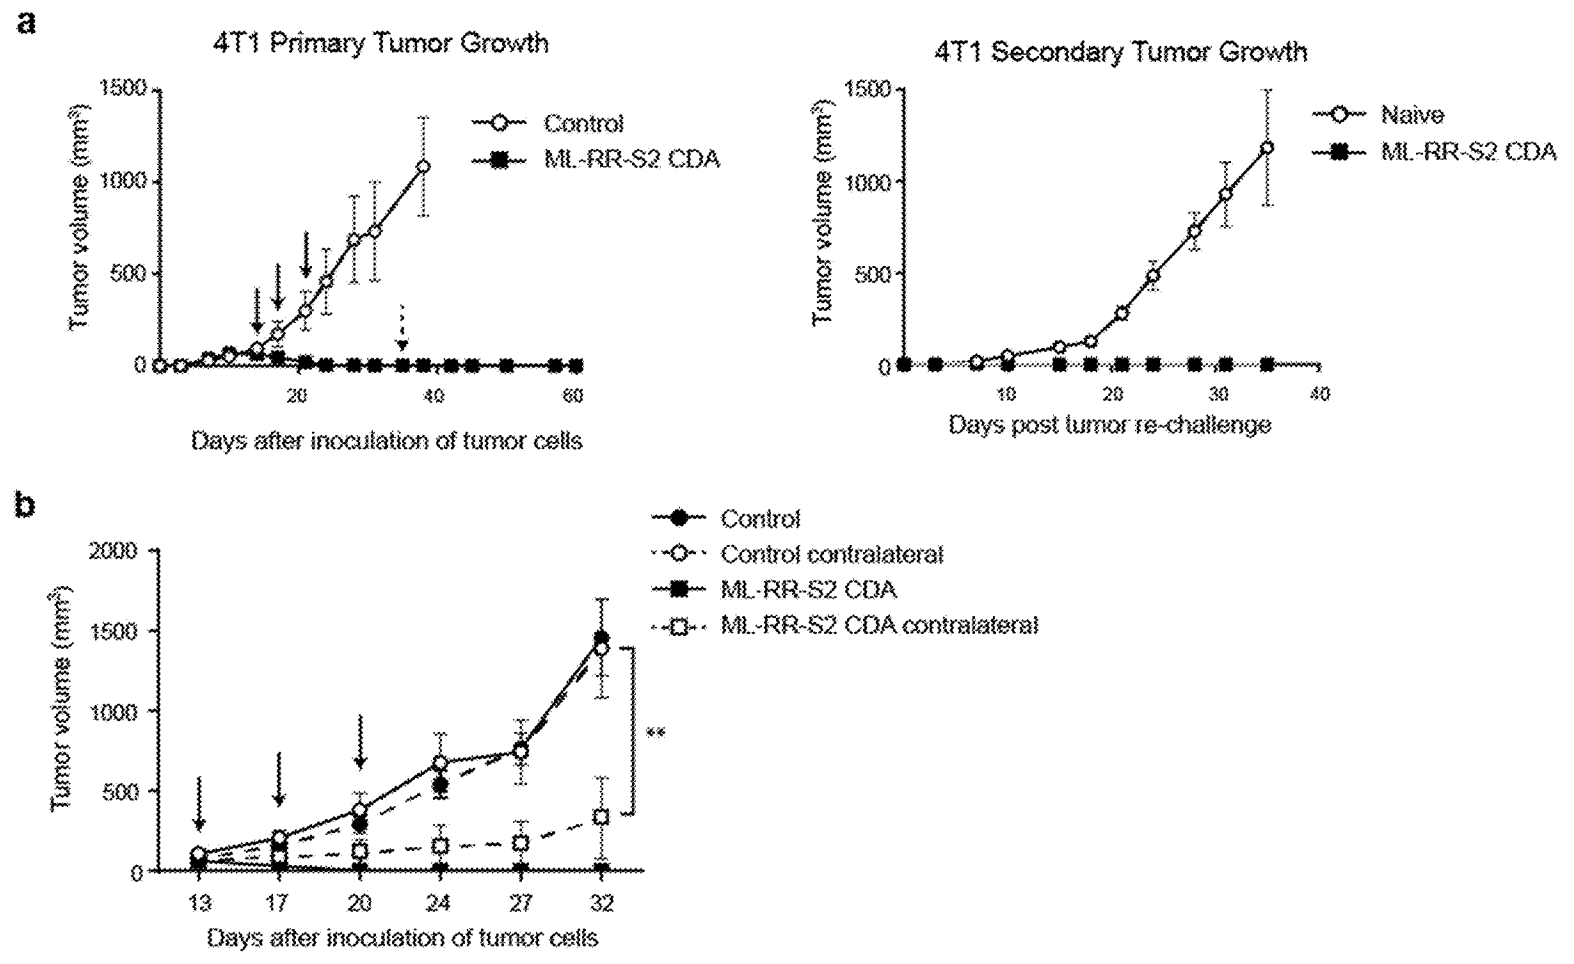 a
4T1 Primary Tumor Growth
Tumor volume (mm³)
1500
1000
500
0
20
40
60
Days after inoculation of tumor cells
Control
ML-RR-S2 CDA
4T1 Secondary Tumor Growth
Tumor volume (mm³)
1500
1000
500
0
10
20
30
40
Days post tumor re-challenge
Naive
ML-RR-S2 CDA
b
Tumor volume (mm³)
2000
1500
1000
500
0
13
17
20
24
27
32
Days after inoculation of tumor cells
Control
Control contralateral
ML-RR-S2 CDA
ML-RR-S2 CDA contralateral
**